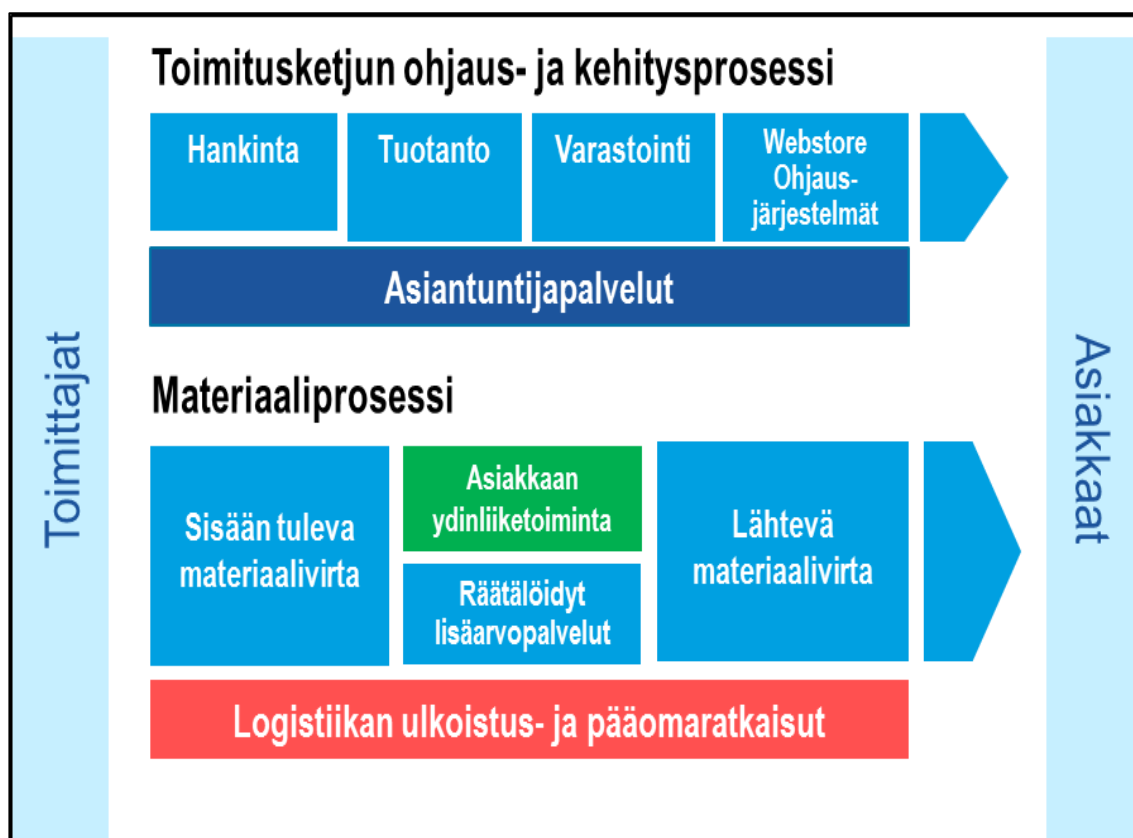 Toimittajat
Toimitusketjun ohjaus- ja kehitysprosessi
Hankinta
Tuotanto
Varastointi
Webstore
Ohjaus-
järjestelmät
Asiantuntijapalvelut
Materiaaliprosessi
Sisään tuleva
materiaalivirta
Asiakkaan
ydinliiketoiminta
Räätälöidyt
lisäarvopalvelut
Lähtevä
materiaalivirta
Logistiikan ulkoistus- ja pääomaratkaisut
Asiakkaat